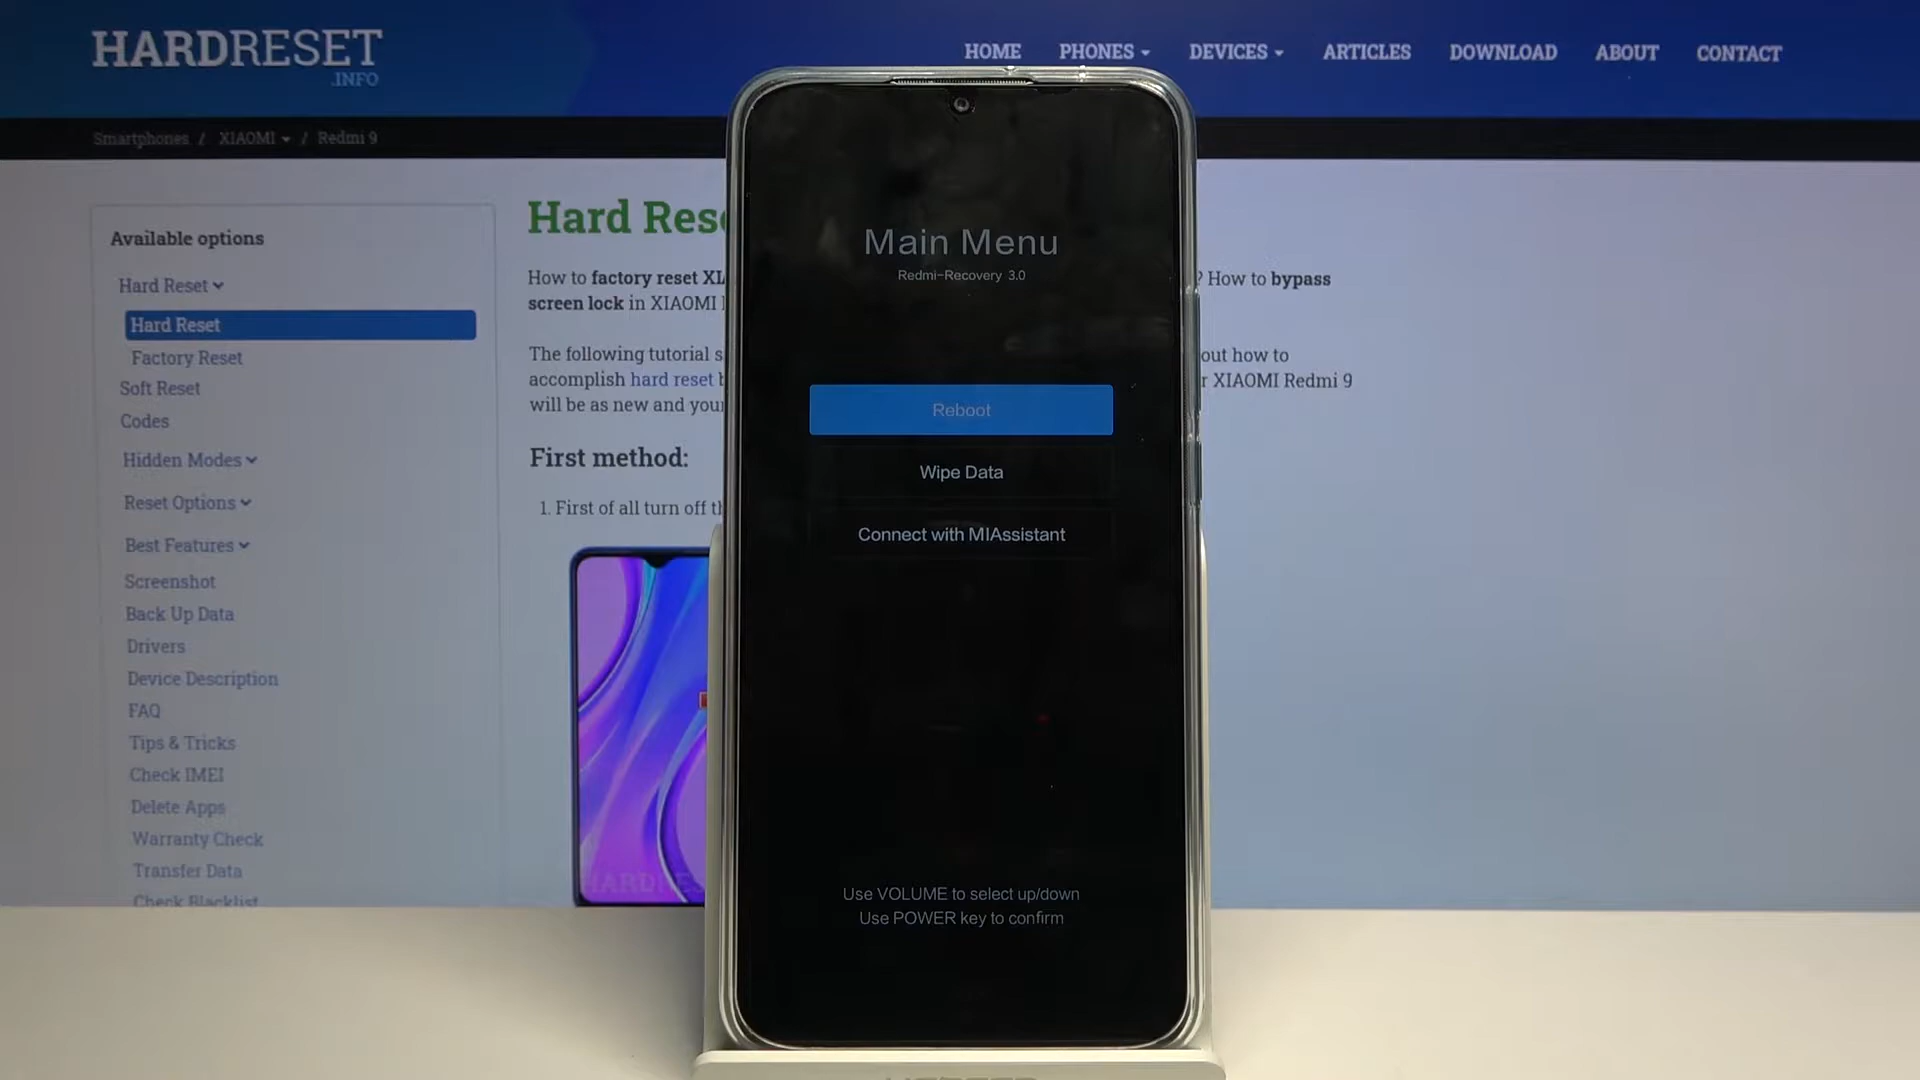 HARDRESET
.INFO
HOME PHONES DEVICES ARTICLES DOWNLOAD ABOUT CONTACT
Smartphones / XIAOMI / Redmi 9
Available options
Hard Reset
Hard Reset
Factory Reset
Soft Reset
Codes
Hidden Modes
Reset Options
Best Features
Screenshot
Back Up Data
Drivers
Device Description
FAQ
Tips & Tricks
Check IMEI
Delete Apps
Warranty Check
Transfer Data
Check Blacklist
Hard
How to factory reset ? How to bypass
screen lock in XIAOMI
The following tutorial out how to
accomplish hard reset XIAOMI Redmi 9
will be as new and
First method:
1. First of all turn off
Main Menu
Redmi-Recovery 3.0
Reboot
Wipe Data
Connect with MIAssistant
Use VOLUME to select up/down
Use POWER key to confirm